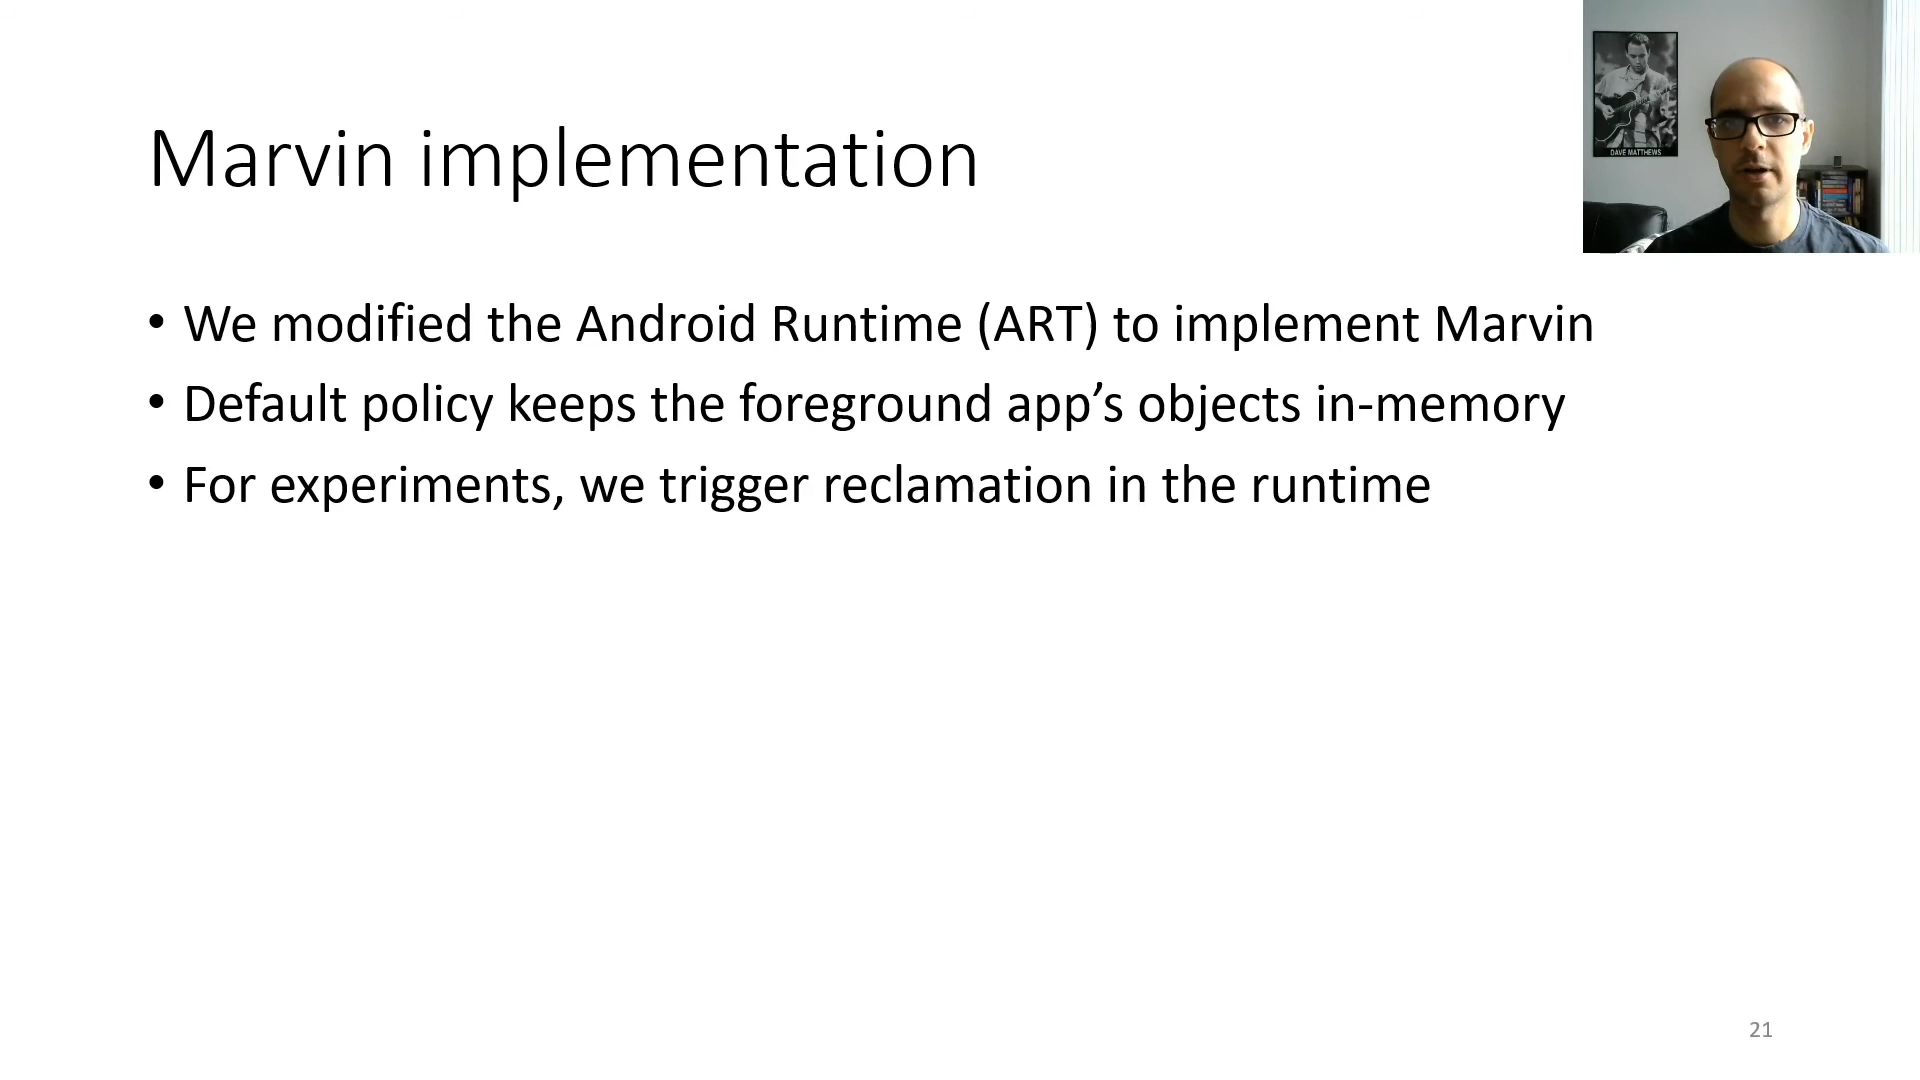 Marvin implementation
DAVE MATTHEWS
• We modified the Android Runtime (ART) to implement Marvin
• Default policy keeps the foreground app’s objects in-memory
• For experiments, we trigger reclamation in the runtime
21